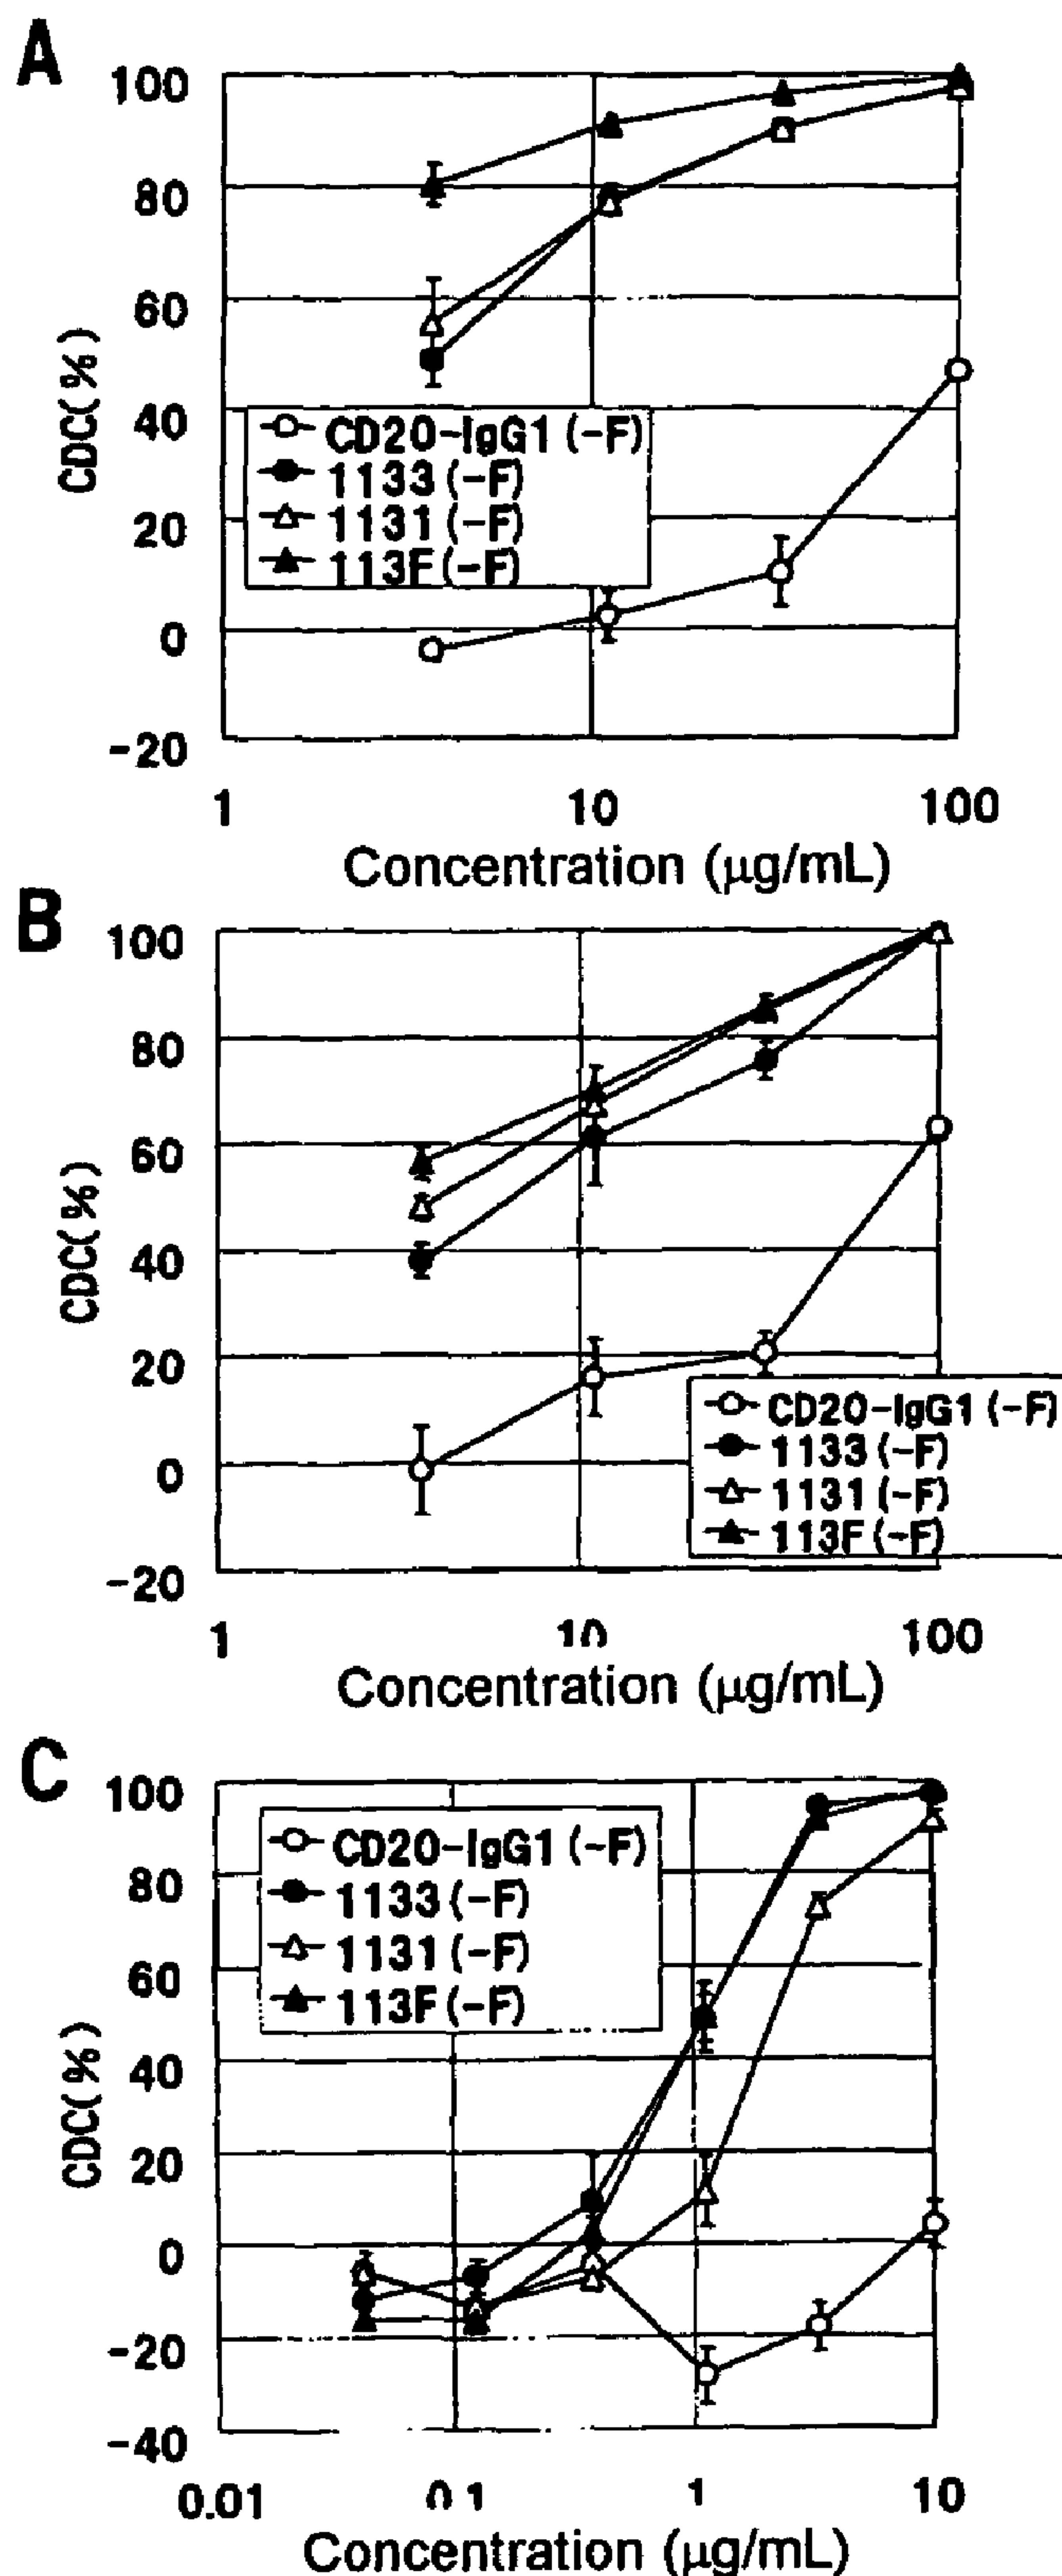 A
100
80
60
40
20
0
-20
CDC(%)
CD20-IgG1 (-F)
1133 (-F)
1131 (-F)
113F (-F)
1 10 100
Concentration (μg/mL)
B
100
80
60
40
20
0
-20
CDC(%)
CD20-IgG1 (-F)
1133 (-F)
1131 (-F)
113F (-F)
1 10 100
Concentration (μg/mL)
C
100
80
60
40
20
0
-20
-40
CDC(%)
CD20-IgG1 (-F)
1133 (-F)
1131 (-F)
113F (-F)
0.01 0.1 1 10
Concentration (μg/mL)